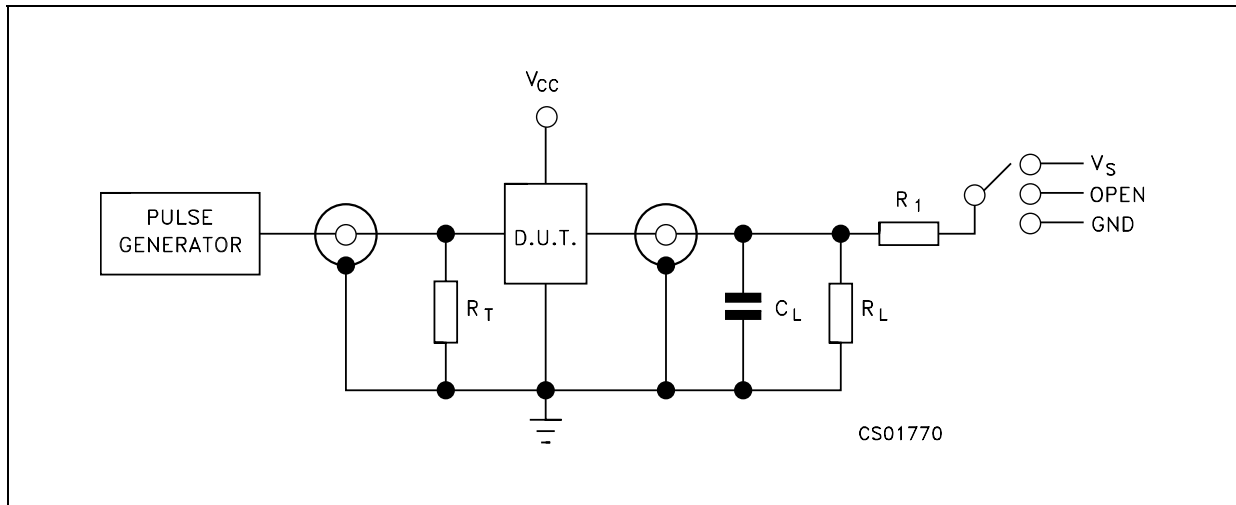 VCC
PULSE
GENERATOR
RT
D.U.T.
CL
RL
R1
VS
OPEN
GND
CS01770